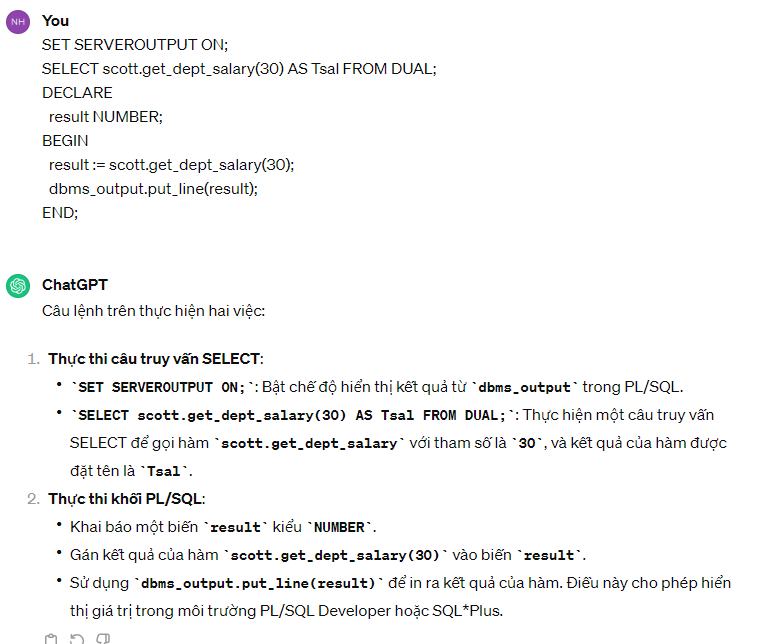 NH You
SET SERVEROUTPUT ON;
SELECT scott.get_dept_salary(30) AS Tsal FROM DUAL;
DECLARE
result NUMBER;
BEGIN
result := scott.get_dept_salary(30);
dbms_output.put_line(result);
END;
ChatGPT
Câu lệnh trên thực hiện hai việc:
1. Thực thi câu truy vấn SELECT:
• `SET SERVEROUTPUT ON;`: Bật chế độ hiển thị kết quả từ `dbms_output` trong PL/SQL.
• `SELECT scott.get_dept_salary(30) AS Tsal FROM DUAL;`: Thực hiện một câu truy vấn
SELECT để gọi hàm `scott.get_dept_salary` với tham số là `30`, và kết quả của hàm được
đặt tên là `Tsal`.
2. Thực thi khối PL/SQL:
• Khai báo một biến `result` kiểu `NUMBER`.
• Gán kết quả của hàm `scott.get_dept_salary(30)` vào biến `result`.
• Sử dụng `dbms_output.put_line(result)` để in ra kết quả của hàm. Điều này cho phép hiển
thị giá trị trong môi trường PL/SQL Developer hoặc SQL*Plus.